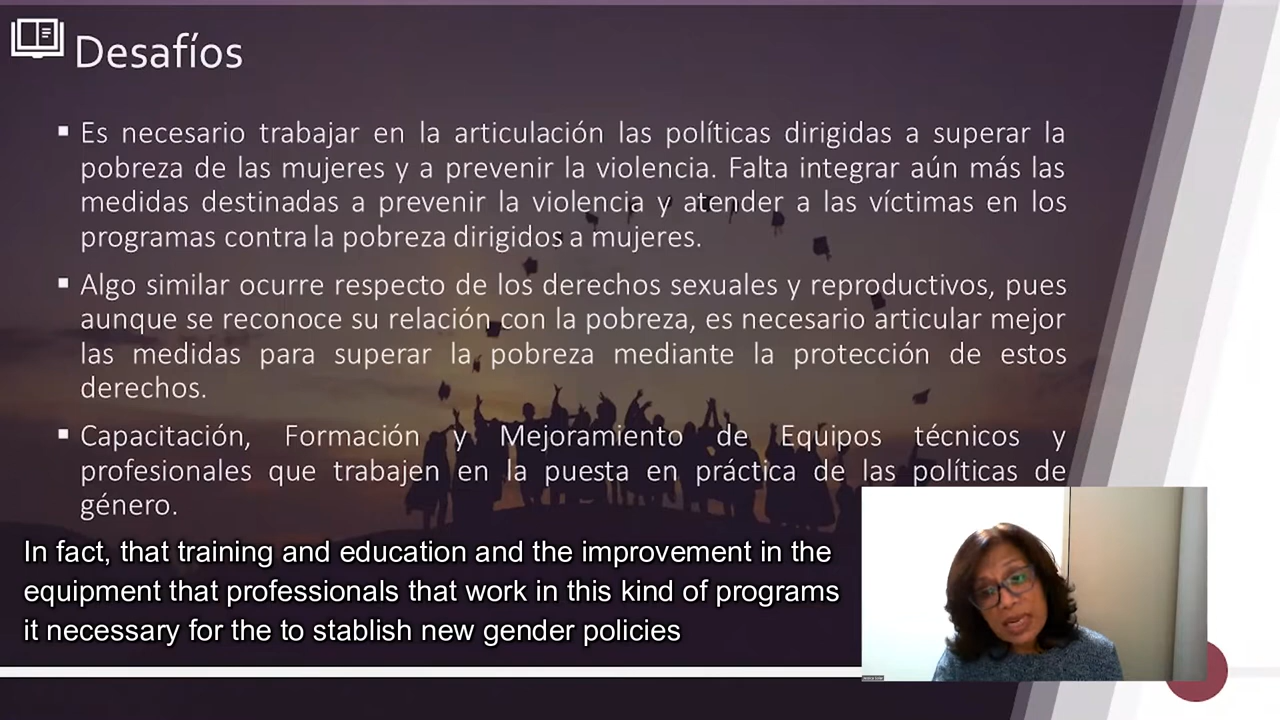 Desafíos
▪ Es necesario trabajar en la articulación las políticas dirigidas a superar la
pobreza de las mujeres y a prevenir la violencia. Falta integrar aún más las
medidas destinadas a prevenir la violencia y atender a las víctimas en los
programas contra la pobreza dirigidos a mujeres.
▪ Algo similar ocurre respecto de los derechos sexuales y reproductivos, pues
aunque se reconoce su relación con la pobreza, es necesario articular mejor
las medidas para superar la pobreza mediante la protección de estos
derechos.
▪ Capacitación, Formación y Mejoramiento de Equipos técnicos y
profesionales que trabajen en la puesta en práctica de las políticas de
género.
In fact, that training and education and the improvement in the
equipment that professionals that work in this kind of programs
it necessary for the to stablish new gender policies